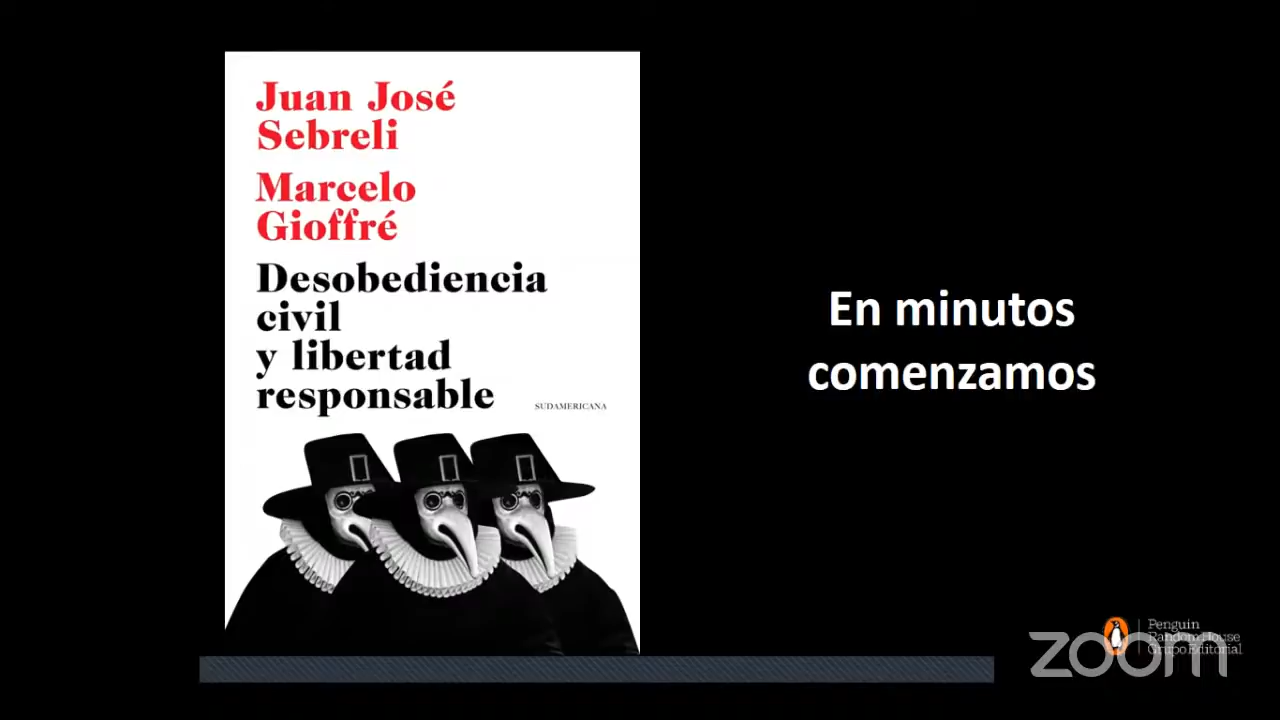 Juan José
Sebreli
Marcelo
Gioffré
Desobediencia
civil
y libertad
responsable
SUDAMERICANA
En minutos
comenzamos
Penguin
Random House
Grupo Editorial
zoom